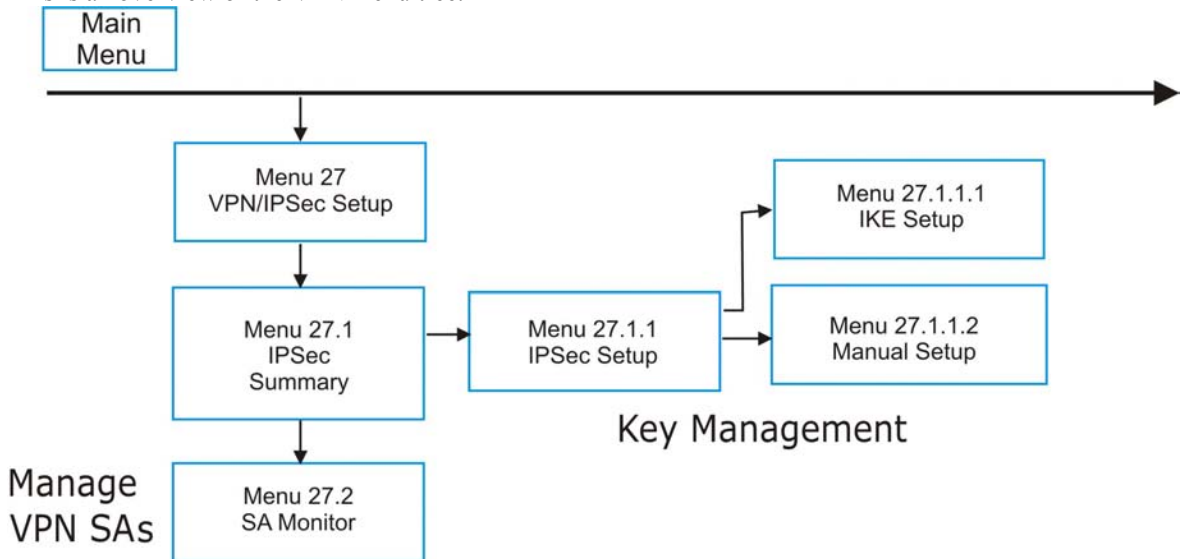 Main
Menu
Menu 27
VPN/IPSec Setup
Menu 27.1.1.1
IKE Setup
Menu 27.1
IPSec
Summary
Menu 27.1.1
IPSec Setup
Menu 27.1.1.2
Manual Setup
Key Management
Manage
VPN SAs
Menu 27.2
SA Monitor